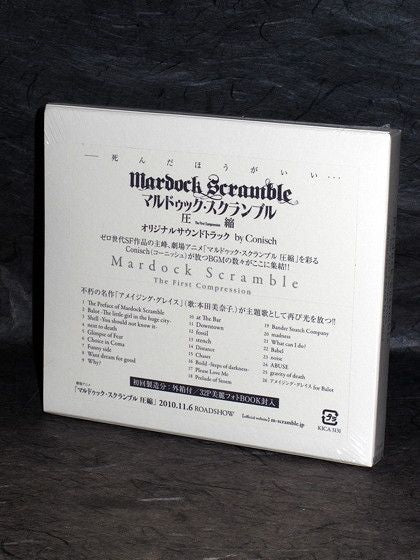 ―― 死んだほうがいい…
Mardock Scramble
マルドゥック・スクランブル
圧 The First Compression 縮
オリジナルサウンドトラック by Conisch
ゼロ世代SF作品の主峰、劇場アニメ「マルドゥック・スクランブル 圧縮」を彩る
Conisch（コーニッシュ）が放つBGMの数々がここに集結!!
Mardock Scramble
The First Compression
不朽の名作「アメイジング・グレイス」（歌：本田美奈子.）が主題歌として再び光を放つ!!
1 The Preface of Mardock Scramble
2 Balot -The little girl in the huge city-
3 Shell -You should not know it-
4 next to death
5 Glimpse of Fear
6 Choice in Coma
7 Funny side
8 Want dream for good
9 Why?
10 at The Bar
11 Downtown
12 fossil
13 stench
14 Distance
15 Chaser
16 Build -Steps of darkness-
17 Please Love Me
18 Prelude of Storm
19 Bander Snatch Company
20 madness
21 What can I do?
22 Babel
23 noise
24 ABUSE
25 gravity of death
26 アメイジング・グレイス for Balot
初回製造分：外箱付／32P美麗フォトBOOK封入
劇場アニメ
「マルドゥック・スクランブル 圧縮」2010.11.6 ROADSHOW
[official website] m-scramble.jp
KICA 3131